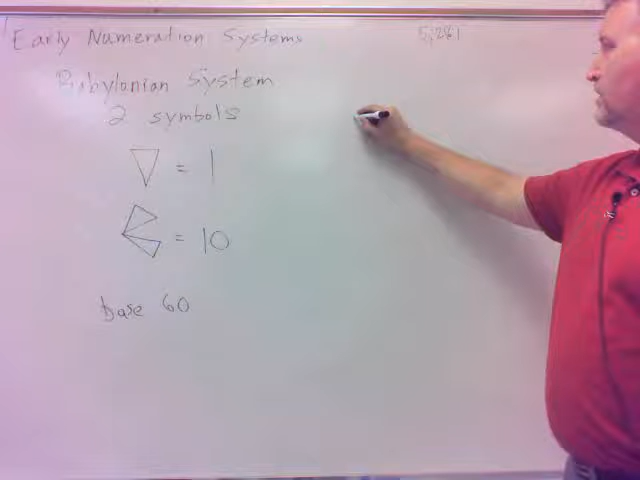 Early Numeration Systems
Babylonian System
2 symbols
= 1
= 10
base 60